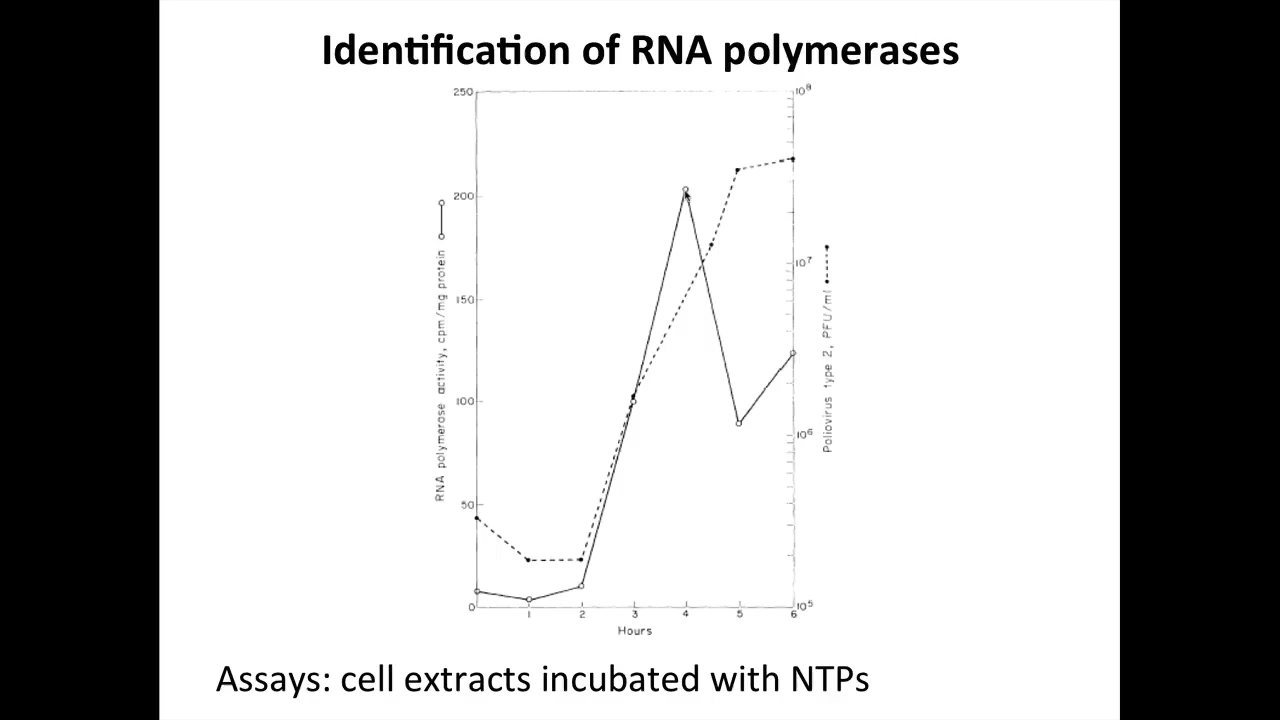 Identification of RNA polymerases
250
200
150
100
50
0
RNA polymerase activity, cpm/mg protein
10⁸
10⁷
10⁶
10⁵
Poliovirus type 2, PFU/ml
1 2 3 4 5 6
Hours
Assays: cell extracts incubated with NTPs